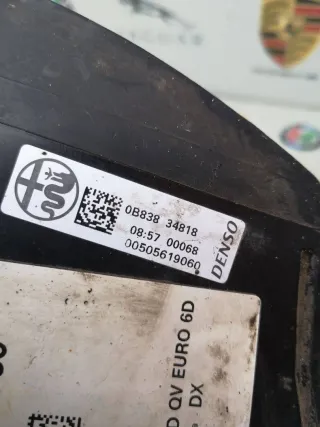 0B838 34818
08:57 00068
00505619060
DENSO
QV EURO 6D
DX